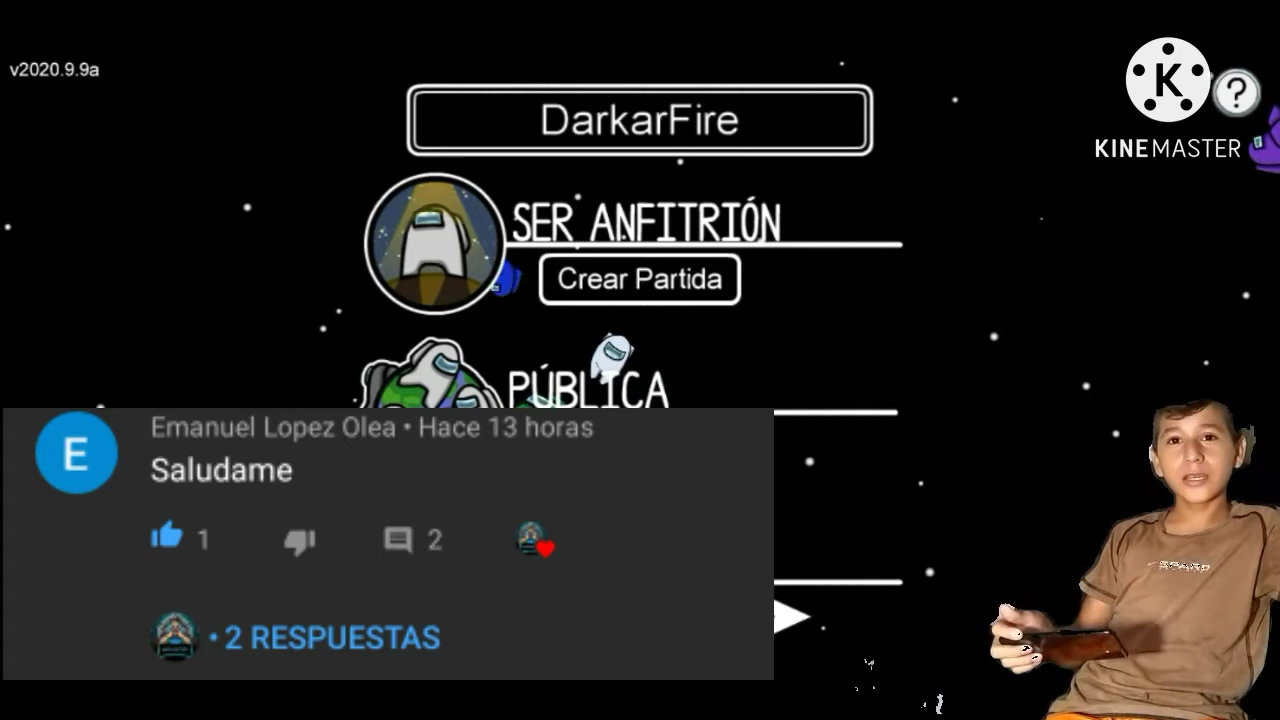 v2020.9.9a
DarkarFire
K
?
KINEMASTER
SER ANFITRIÓN
Crear Partida
PÚBLICA
E
Emanuel Lopez Olea • Hace 13 horas
Saludame
1
2
• 2 RESPUESTAS